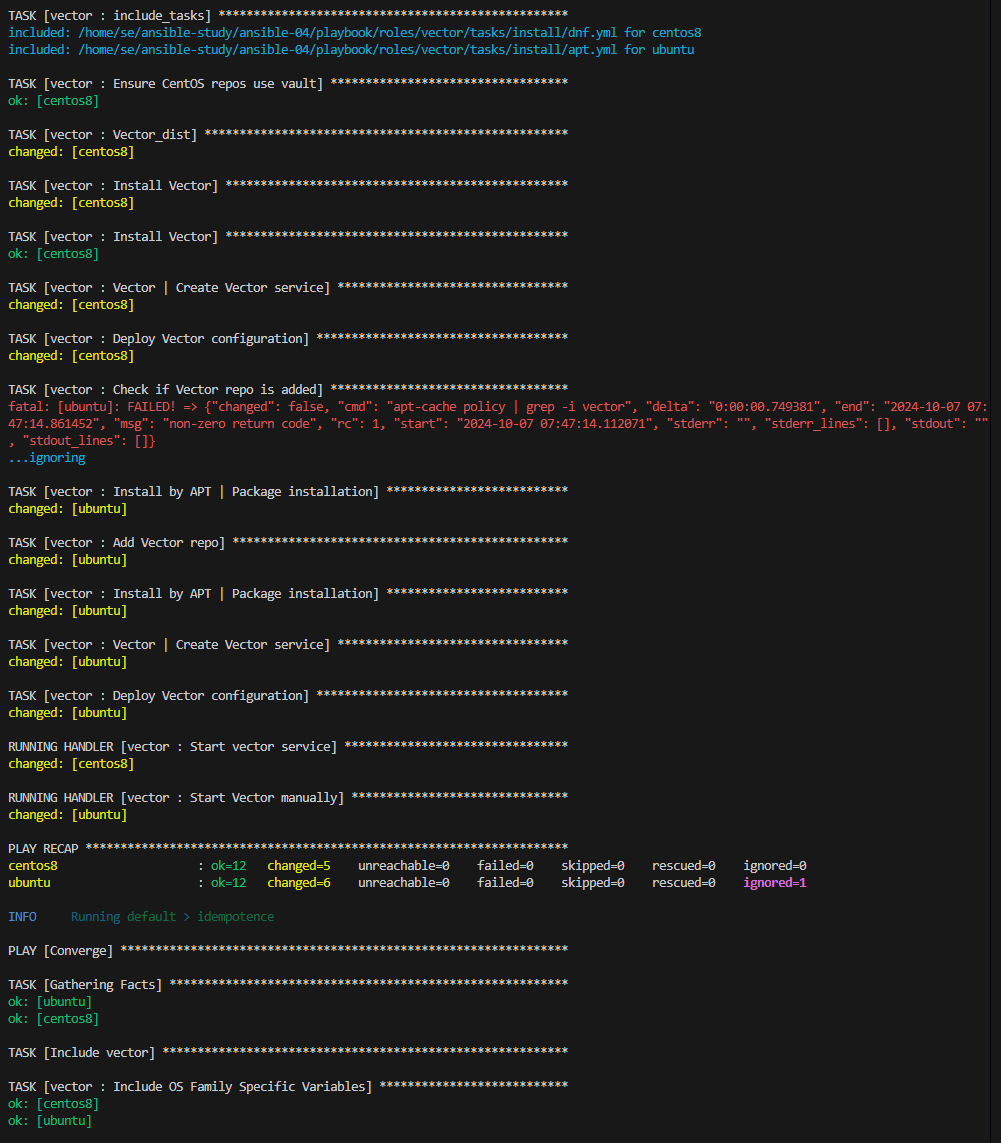 TASK [vector : include_tasks] **************************************************
included: /home/se/ansible-study/ansible-04/playbook/roles/vector/tasks/install/dnf.yml for centos8
included: /home/se/ansible-study/ansible-04/playbook/roles/vector/tasks/install/apt.yml for ubuntu
TASK [vector : Ensure CentOS repos use vault] **********************************
ok: [centos8]
TASK [vector : Vector_dist] ****************************************************
changed: [centos8]
TASK [vector : Install Vector] *************************************************
changed: [centos8]
TASK [vector : Install Vector] *************************************************
ok: [centos8]
TASK [vector : Vector | Create Vector service] *********************************
changed: [centos8]
TASK [vector : Deploy Vector configuration] ************************************
changed: [centos8]
TASK [vector : Check if Vector repo is added] **********************************
fatal: [ubuntu]: FAILED! => {"changed": false, "cmd": "apt-cache policy | grep -i vector", "delta": "0:00:00.749381", "end": "2024-10-07 07:
47:14.861452", "msg": "non-zero return code", "rc": 1, "start": "2024-10-07 07:47:14.112071", "stderr": "", "stderr_lines": [], "stdout": ""
, "stdout_lines": []}
...ignoring
TASK [vector : Install by APT | Package installation] **************************
changed: [ubuntu]
TASK [vector : Add Vector repo] ************************************************
changed: [ubuntu]
TASK [vector : Install by APT | Package installation] **************************
changed: [ubuntu]
TASK [vector : Vector | Create Vector service] *********************************
changed: [ubuntu]
TASK [vector : Deploy Vector configuration] ************************************
changed: [ubuntu]
RUNNING HANDLER [vector : Start vector service] ********************************
changed: [centos8]
RUNNING HANDLER [vector : Start Vector manually] *******************************
changed: [ubuntu]
PLAY RECAP *********************************************************************
centos8 : ok=12 changed=5 unreachable=0 failed=0 skipped=0 rescued=0 ignored=0
ubuntu : ok=12 changed=6 unreachable=0 failed=0 skipped=0 rescued=0 ignored=1
INFO Running default > idempotence
PLAY [Converge] ****************************************************************
TASK [Gathering Facts] *********************************************************
ok: [ubuntu]
ok: [centos8]
TASK [Include vector] **********************************************************
TASK [vector : Include OS Family Specific Variables] ***************************
ok: [centos8]
ok: [ubuntu]